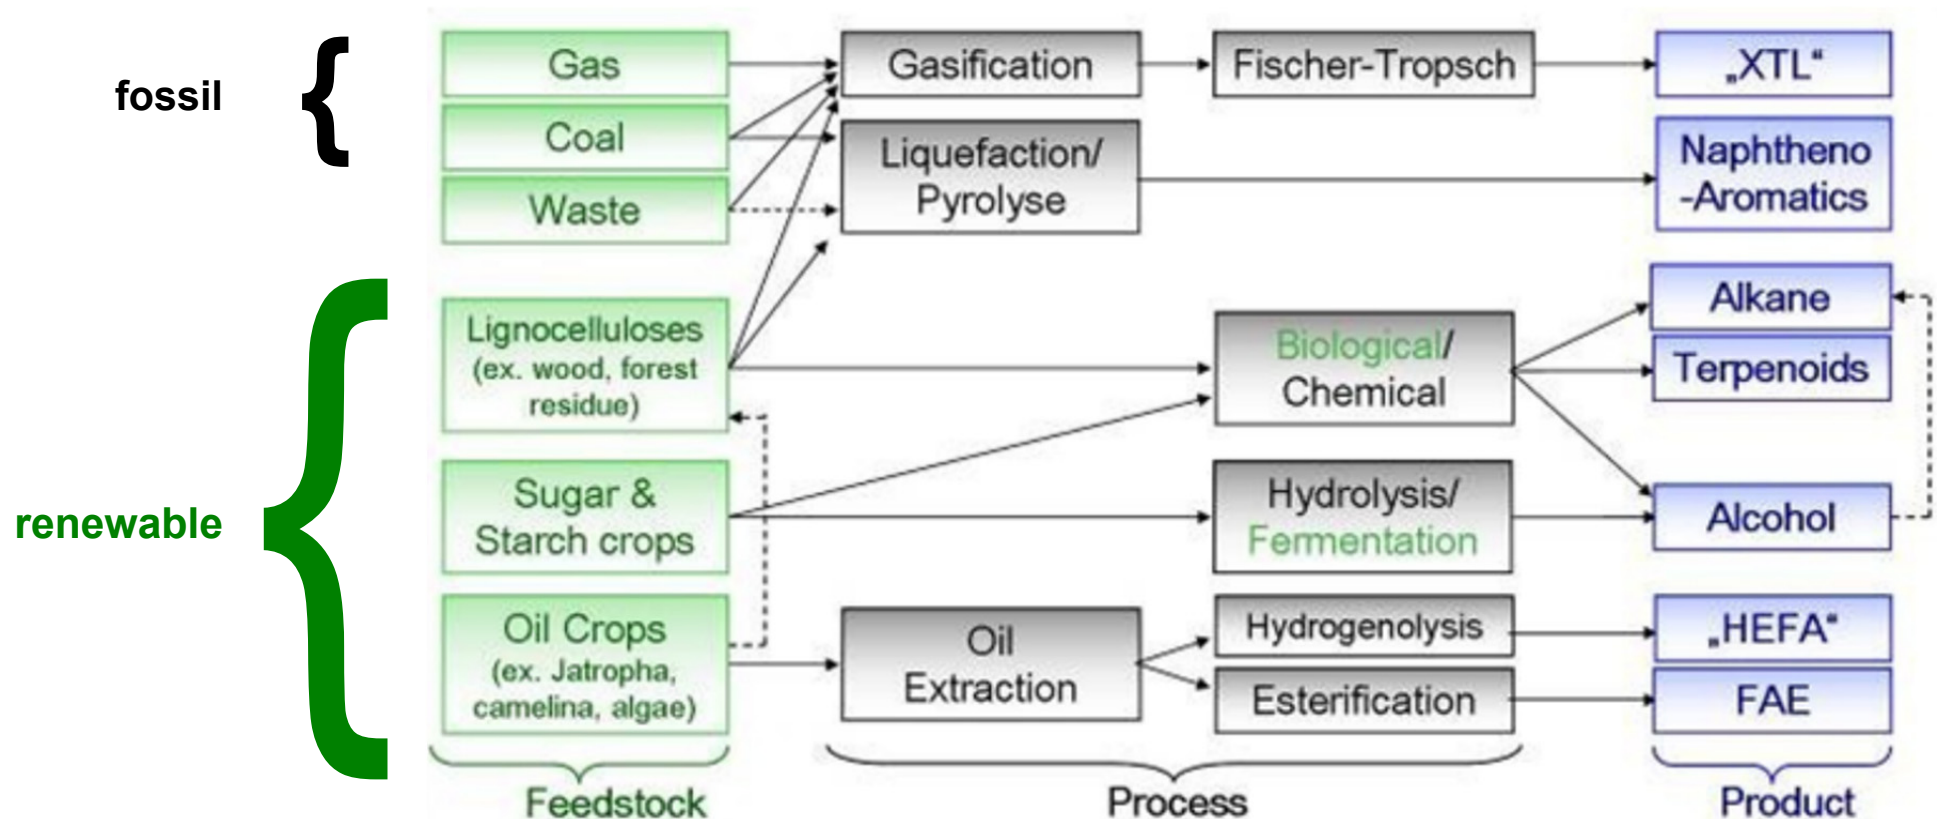 fossil
renewable
Gas
Coal
Waste
Lignocelluloses
(ex. wood, forest
residue)
Sugar &
Starch crops
Oil Crops
(ex. Jatropha,
camelina, algae)
Feedstock
Gasification
Liquefaction/
Pyrolyse
Oil
Extraction
Fischer-Tropsch
Biological/
Chemical
Hydrolysis/
Fermentation
Hydrogenolysis
Esterification
Process
„XTL“
Naphtheno
-Aromatics
Alkane
Terpenoids
Alcohol
„HEFA“
FAE
Product